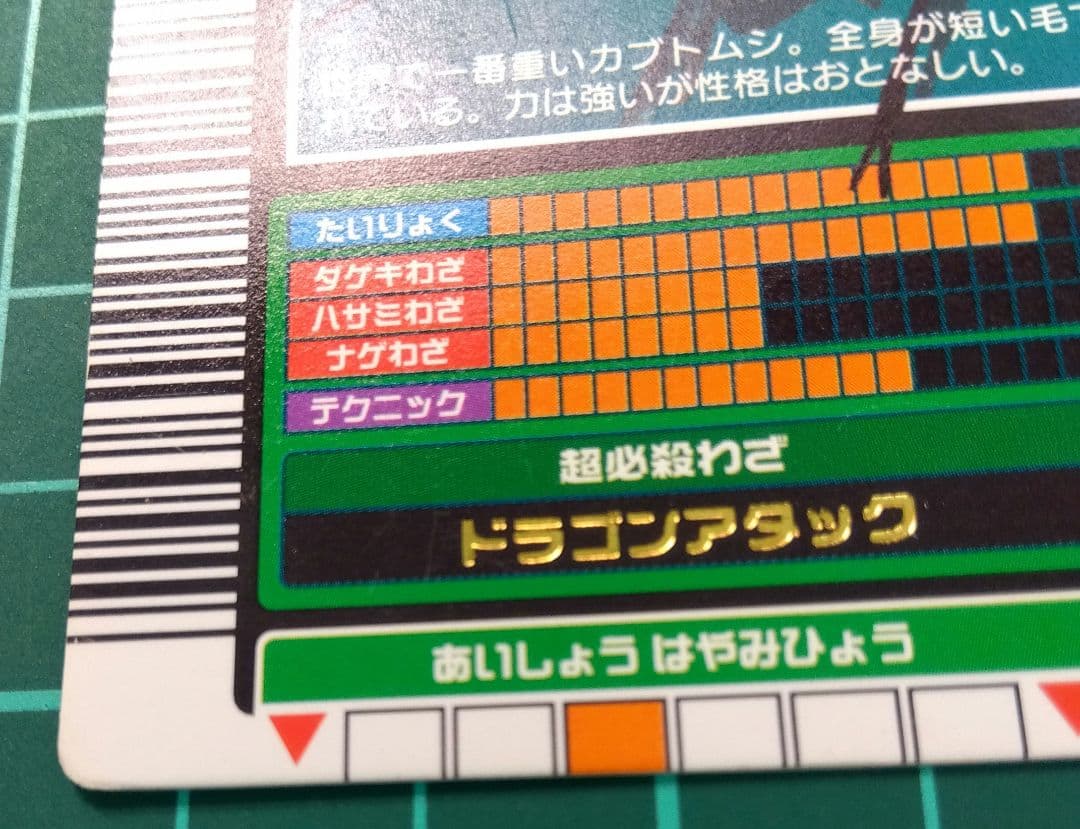 で一番重いカブトムシ。全身が短い毛
れている。力は強いが性格はおとなしい。
たいりょく
ダゲキわざ
ハサミわざ
ナゲわざ
テクニック
超必殺わざ
ドラゴンアタック
あいしょう はやみひょう